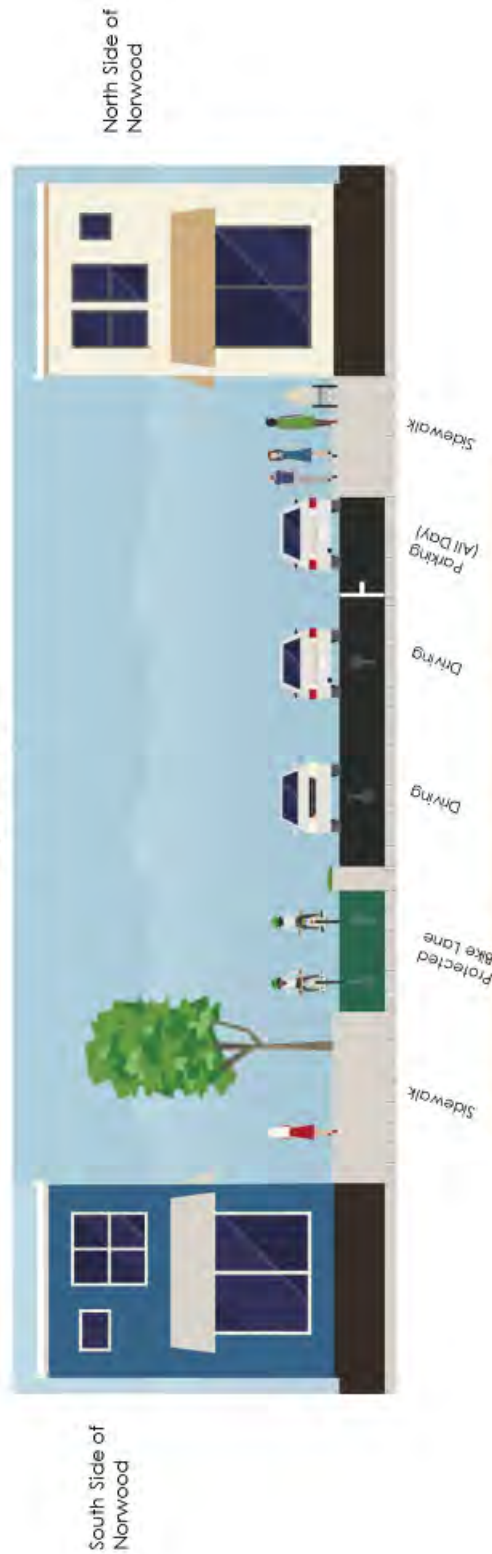 South Side of
Norwood
Sidewalk
Protected
Bike Lane
Driving
Driving
Parking
(All Day)
Sidewalk
North Side of
Norwood